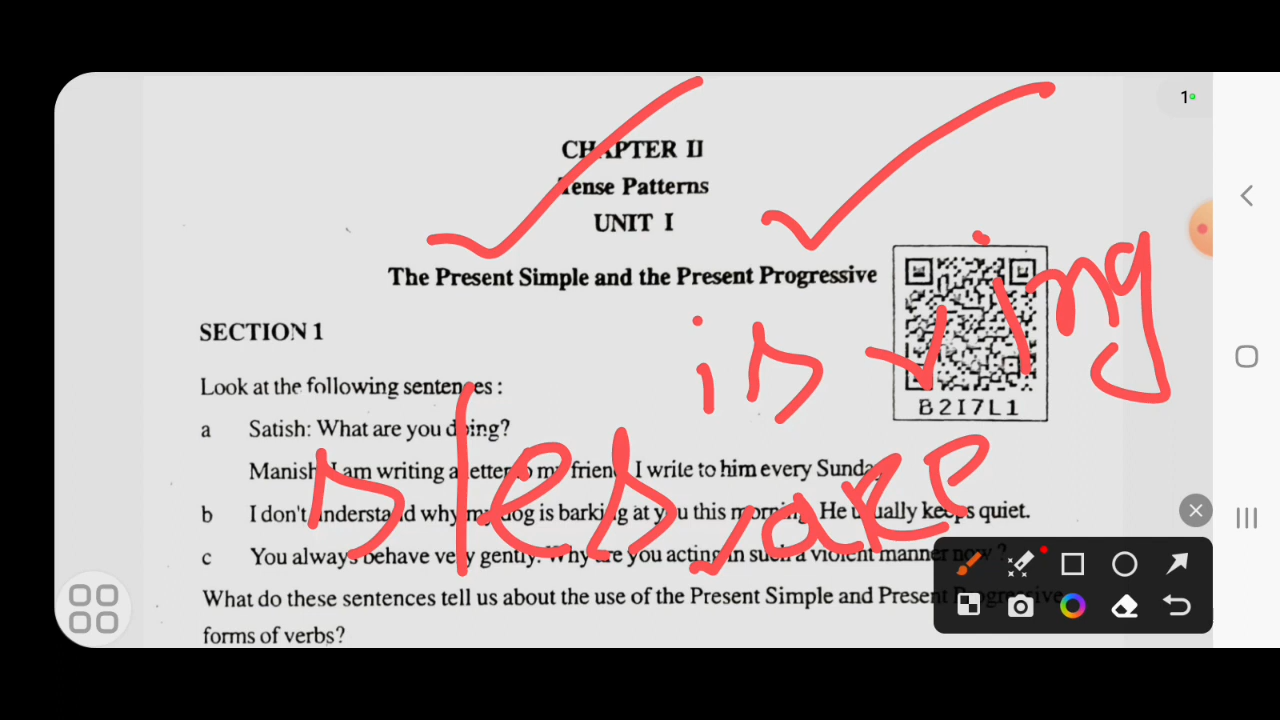 1
CHAPTER II
Tense Patterns
UNIT I
The Present Simple and the Present Progressive
SECTION 1
is ing
B2I7L1
Look at the following sentences :
a Satish: What are you doing?
Manish: I am writing a letter to my friend. I write to him every Sunday
b I don't understand why my dog is barking at you this morning. He usually keeps quiet.
c You always behave very gently. Why are you acting in such a violent manner now ?
What do these sentences tell us about the use of the Present Simple and Present Progressive
forms of verbs?